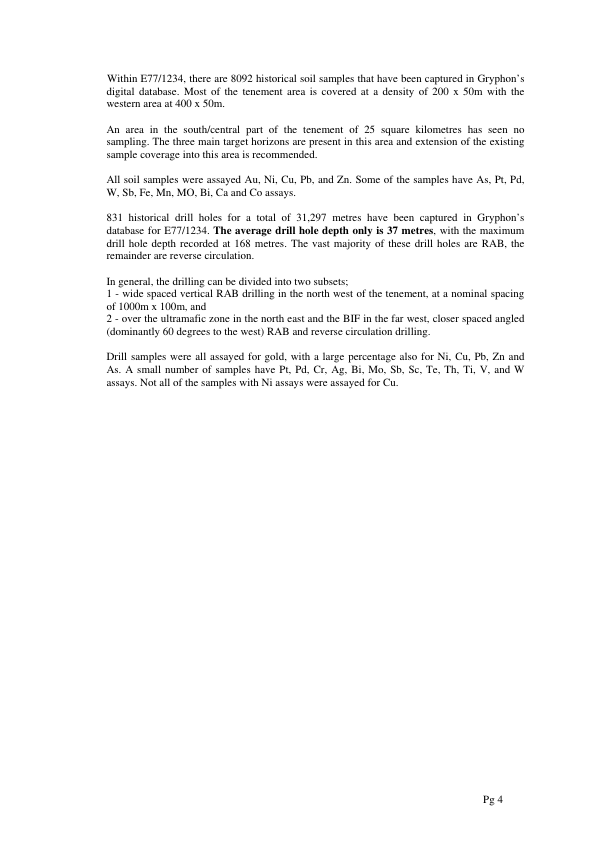 Within E77/1234, there are 8092 historical soil samples that have been captured in Gryphon's
digital database. Most of the tenement area is covered at a density of 200 x 50m with the
western area at 400 x 50m.
An area in the south/central part of the tenement of 25 square kilometres has seen no
sampling. The three main target horizons are present in this area and extension of the existing
sample coverage into this area is recommended.
All soil samples were assayed Au, Ni, Cu, Pb, and Zn. Some of the samples have As, Pt, Pd,
W, Sb, Fe, Mn, MO, Bi, Ca and Co assays.
831 historical drill holes for a total of 31,297 metres have been captured in Gryphon's
database for E77/1234. The average drill hole depth only is 37 metres, with the maximum
drill hole depth recorded at 168 metres. The vast majority of these drill holes are RAB, the
remainder are reverse circulation.
In general, the drilling can be divided into two subsets;
1 - wide spaced vertical RAB drilling in the north west of the tenement, at a nominal spacing
of 1000m x 100m, and
2 - over the ultramafic zone in the north east and the BIF in the far west, closer spaced angled
(dominantly 60 degrees to the west) RAB and reverse circulation drilling.
Drill samples were all assayed for gold, with a large percentage also for Ni, Cu, Pb, Zn and
As. A small number of samples have Pt, Pd, Cr, Ag, Bi, Mo, Sb, Sc, Te, Th, Ti, V, and W
assays. Not all of the samples with Ni assays were assayed for Cu.
Pg 4